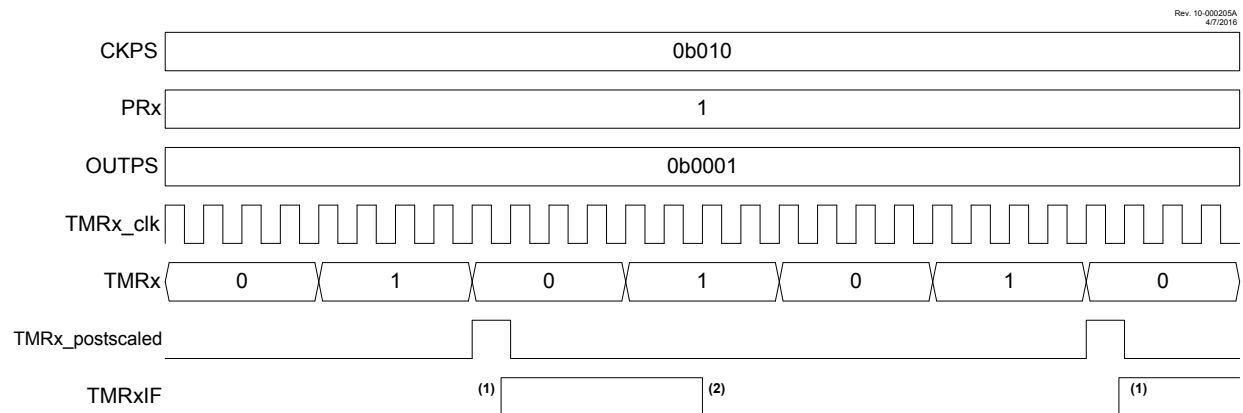 Rev. 10-000205A
4/7/2016
CKPS 0b010
PRx 1
OUTPS 0b0001
TMRx_clk
TMRx 0 1 0 1 0 1 0
TMRx_postscaled
TMRxIF (1) (2) (1)